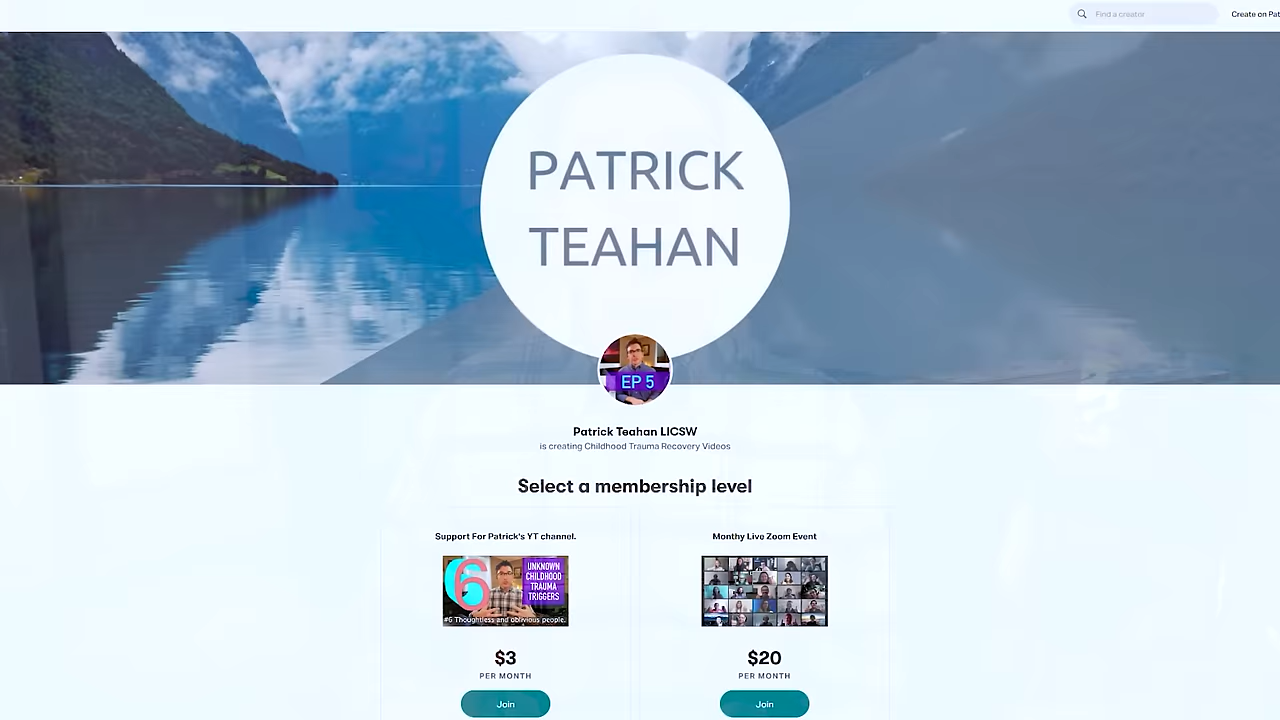 Find a creator
Create on Pat
PATRICK
TEAHAN
EP 5
Patrick Teahan LICSW
is creating Childhood Trauma Recovery Videos
Select a membership level
Support For Patrick's YT channel.
Monthy Live Zoom Event
6
UNKNOWN
CHILDHOOD
TRAUMA
TRIGGERS
#6 Thoughtless and oblivious people.
$3
PER MONTH
Join
$20
PER MONTH
Join